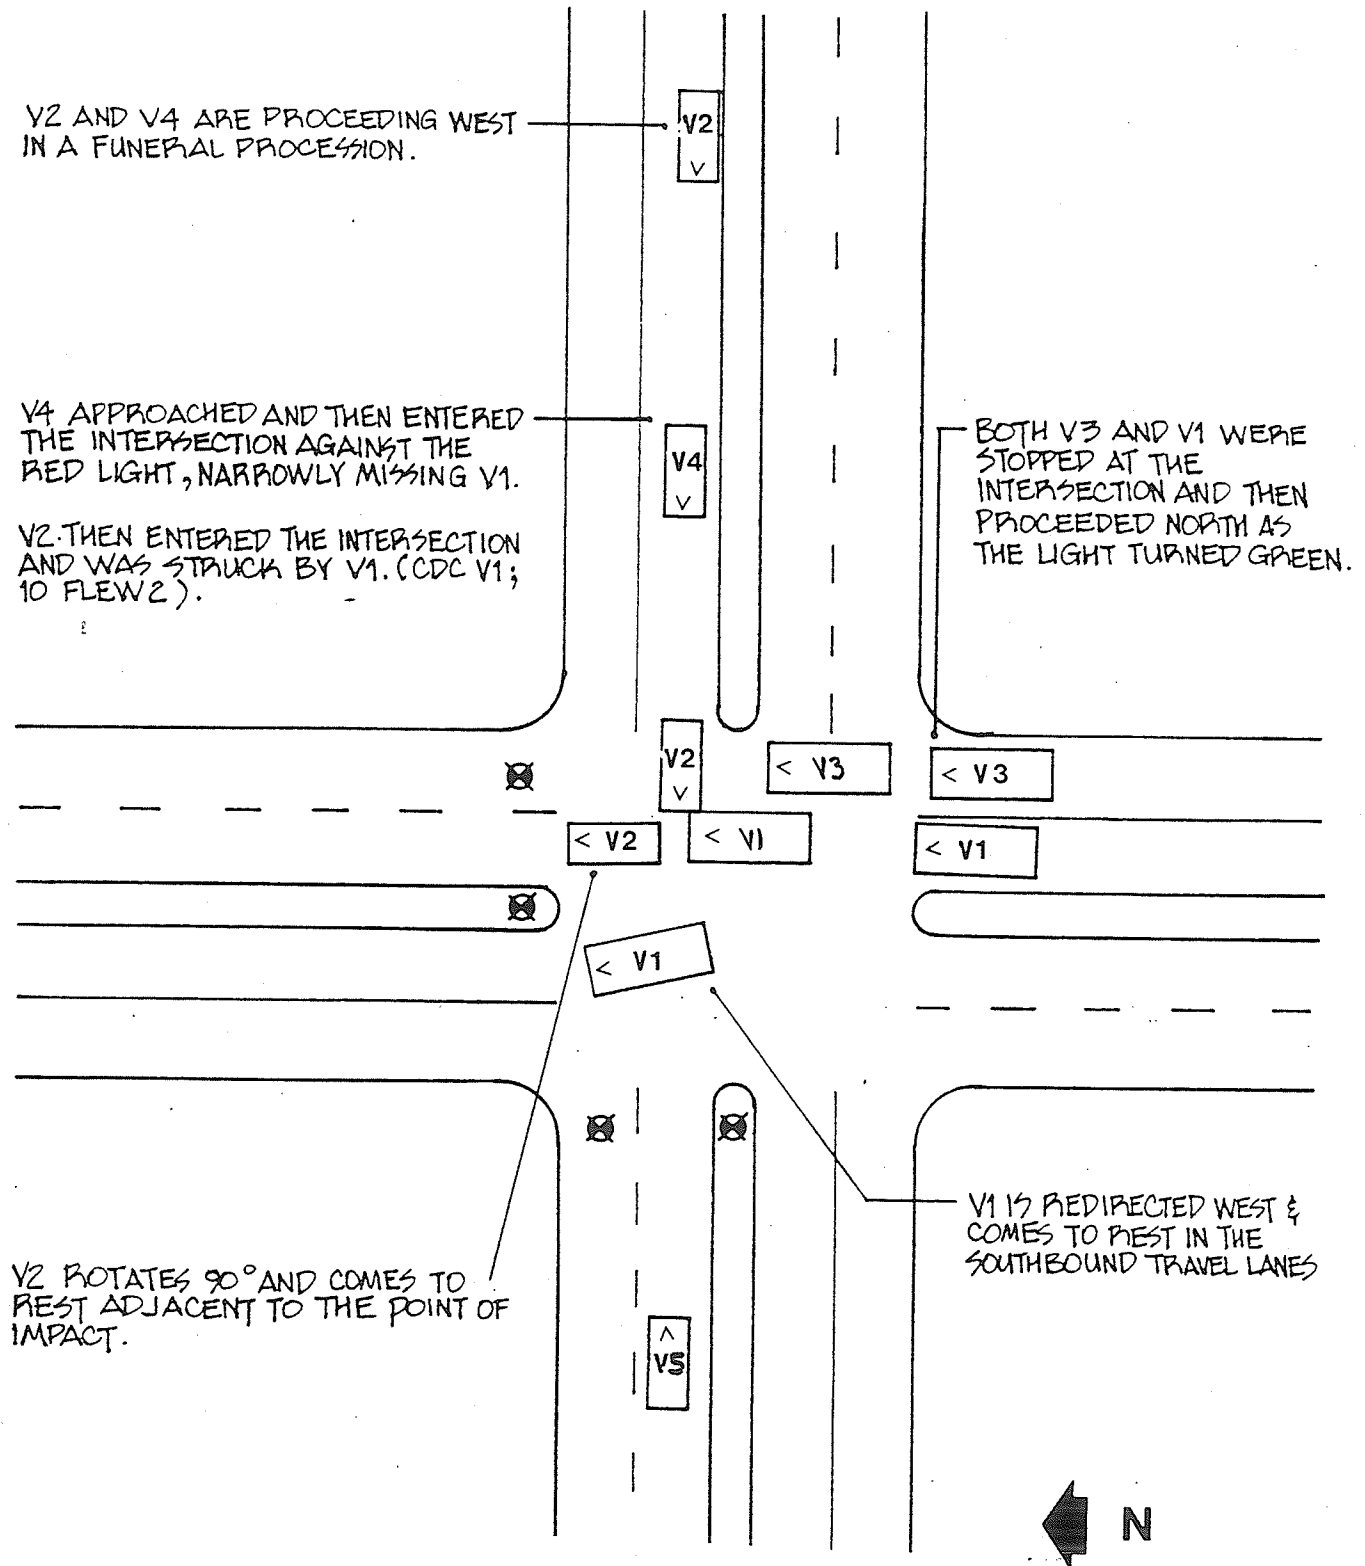 V2 AND V4 ARE PROCEEDING WEST
IN A FUNERAL PROCESSION.
V2
V4 APPROACHED AND THEN ENTERED
THE INTERSECTION AGAINST THE
RED LIGHT, NARROWLY MISSING V1.
V2 THEN ENTERED THE INTERSECTION
AND WAS STRUCK BY V1. (CDC V1;
10 FLEW 2).
V4
BOTH V3 AND V1 WERE
STOPPED AT THE
INTERSECTION AND THEN
PROCEEDED NORTH AS
THE LIGHT TURNED GREEN.
V2
< V3
< V3
< V2
< V1
< V1
< V1
V1 IS REDIRECTED WEST &
COMES TO REST IN THE
SOUTHBOUND TRAVEL LANES
V2 ROTATES 90° AND COMES TO
REST ADJACENT TO THE POINT OF
IMPACT.
V5
N